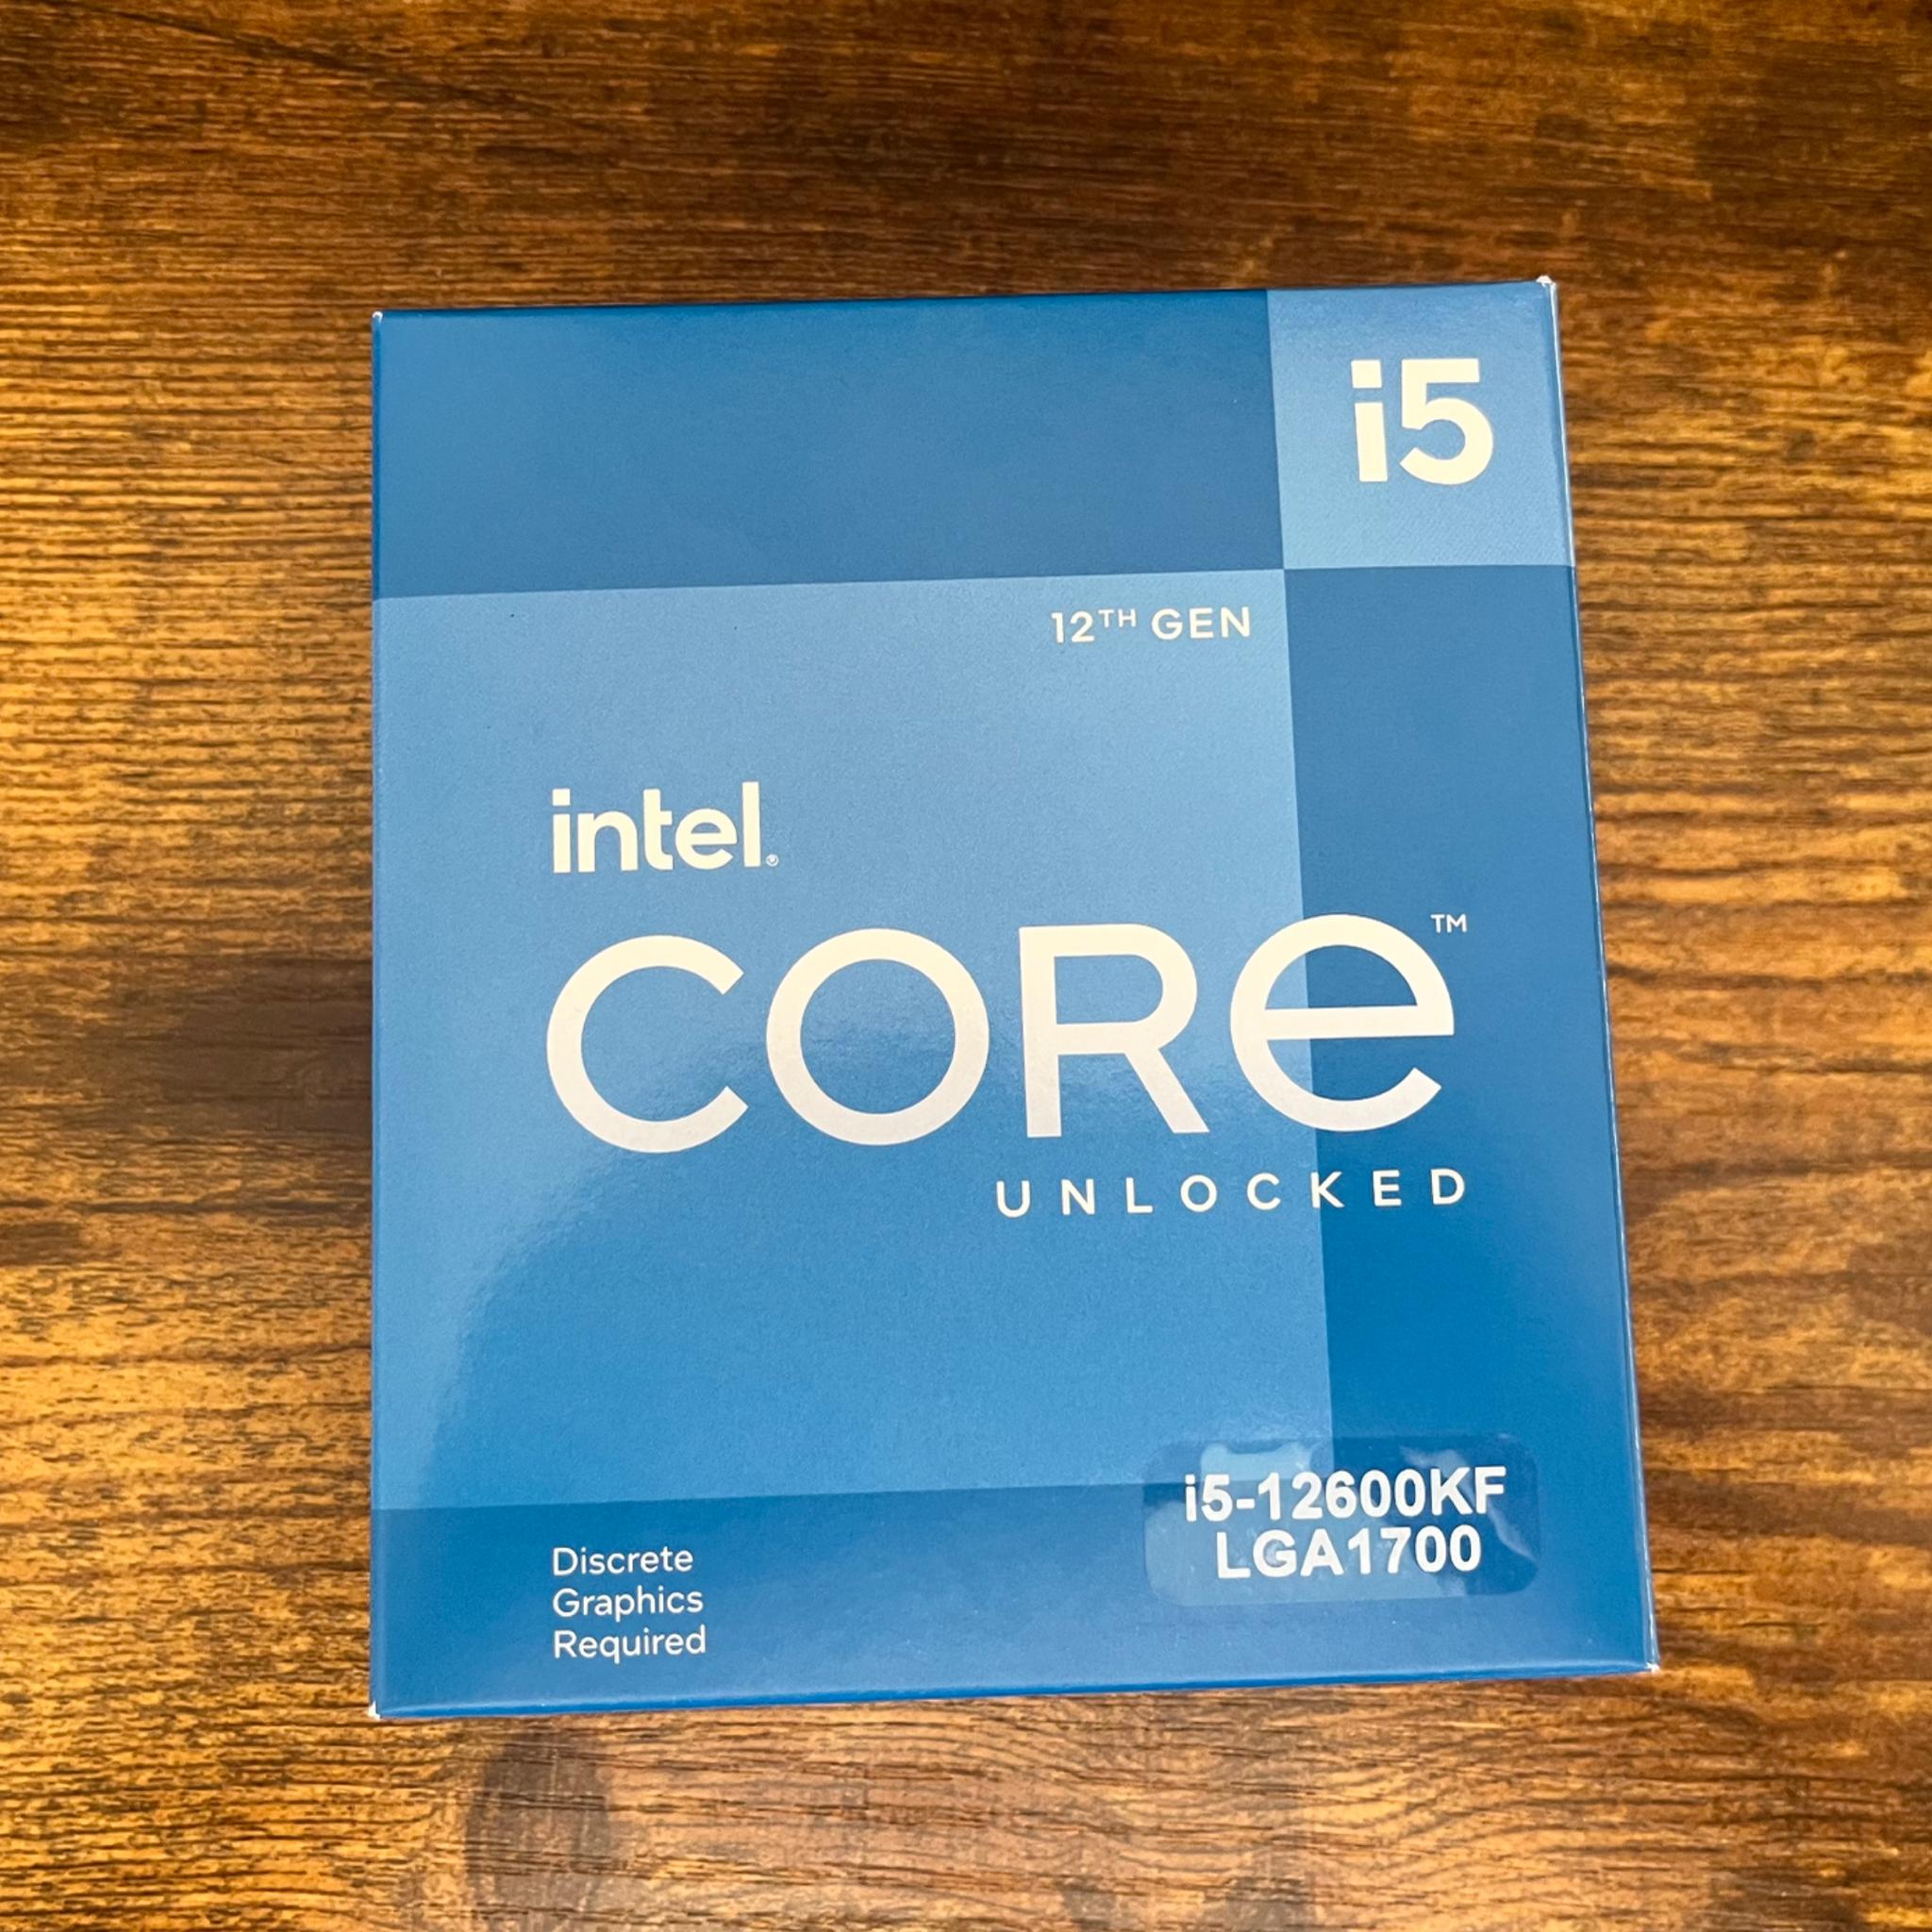 i5
12TH GEN
intel®
CORe™
UNLOCKED
i5-12600KF
LGA1700
Discrete
Graphics
Required